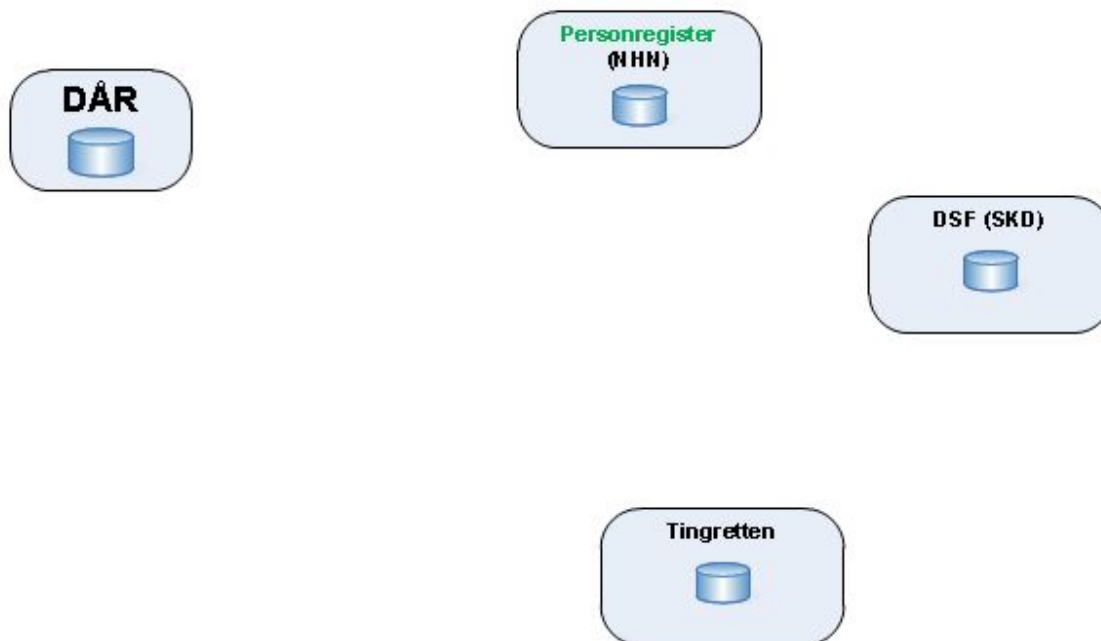 Personregister
(NHN)
DÅR
DSF (SKD)
Tingretten